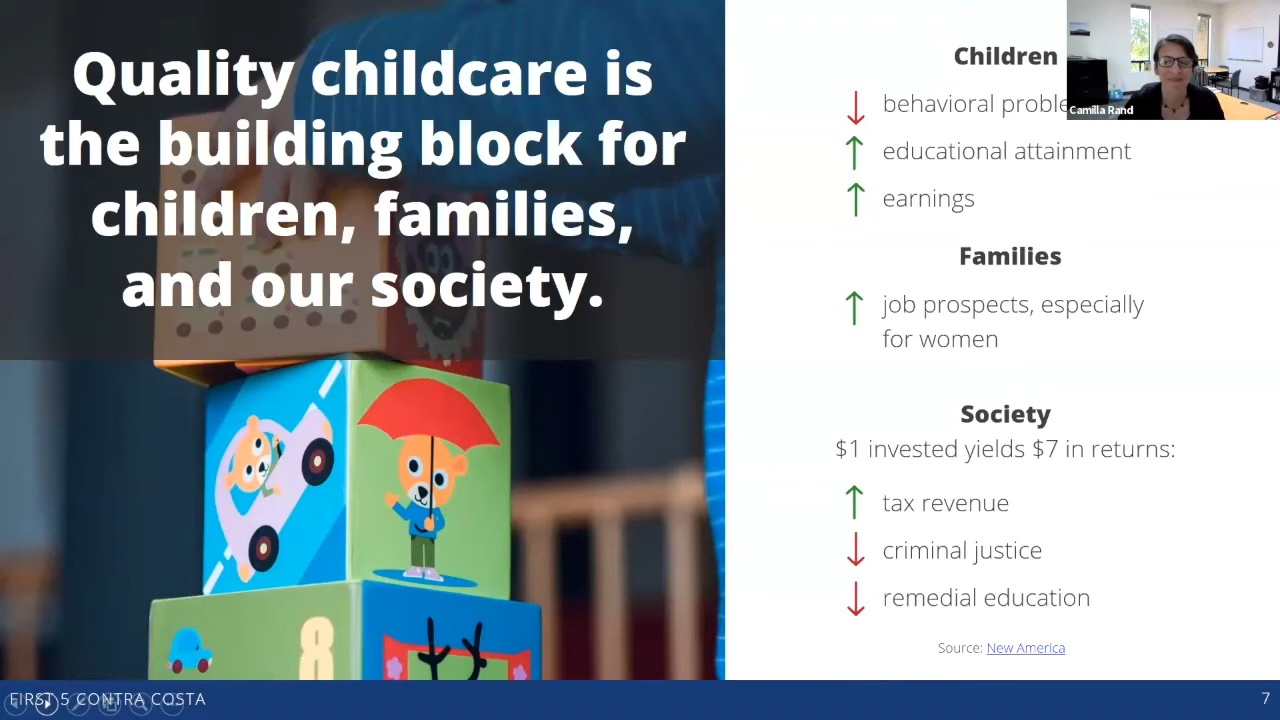 Quality childcare is
the building block for
children, families,
and our society.
Children
behavioral
Camilla Rand
educational attainment
earnings
Families
job prospects, especially
for women
Society
$1 invested yields $7 in returns:
tax revenue
criminal justice
remedial education
8
Source: New America
FIRST 5 CONTRA COSTA
7